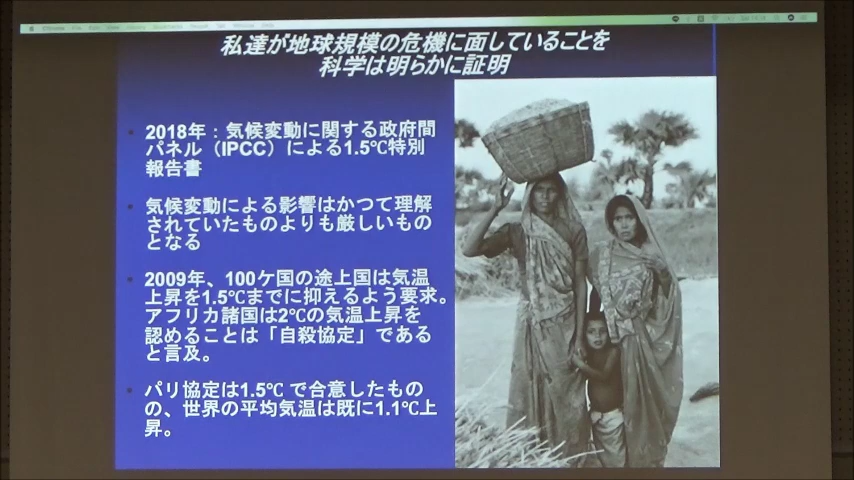 私達が地球規模の危機に面していることを
科学は明らかに証明
• 2018年：気候変動に関する政府間
パネル（IPCC）による1.5℃特別
報告書
• 気候変動による影響はかつて理解
されていたものよりも厳しいもの
となる
• 2009年、100ケ国の途上国は気温
上昇を1.5℃までに抑えるよう要求。
アフリカ諸国は2℃の気温上昇を
認めることは「自殺協定」である
と言及。
• パリ協定は1.5℃ で合意したもの
の、世界の平均気温は既に1.1℃上
昇。